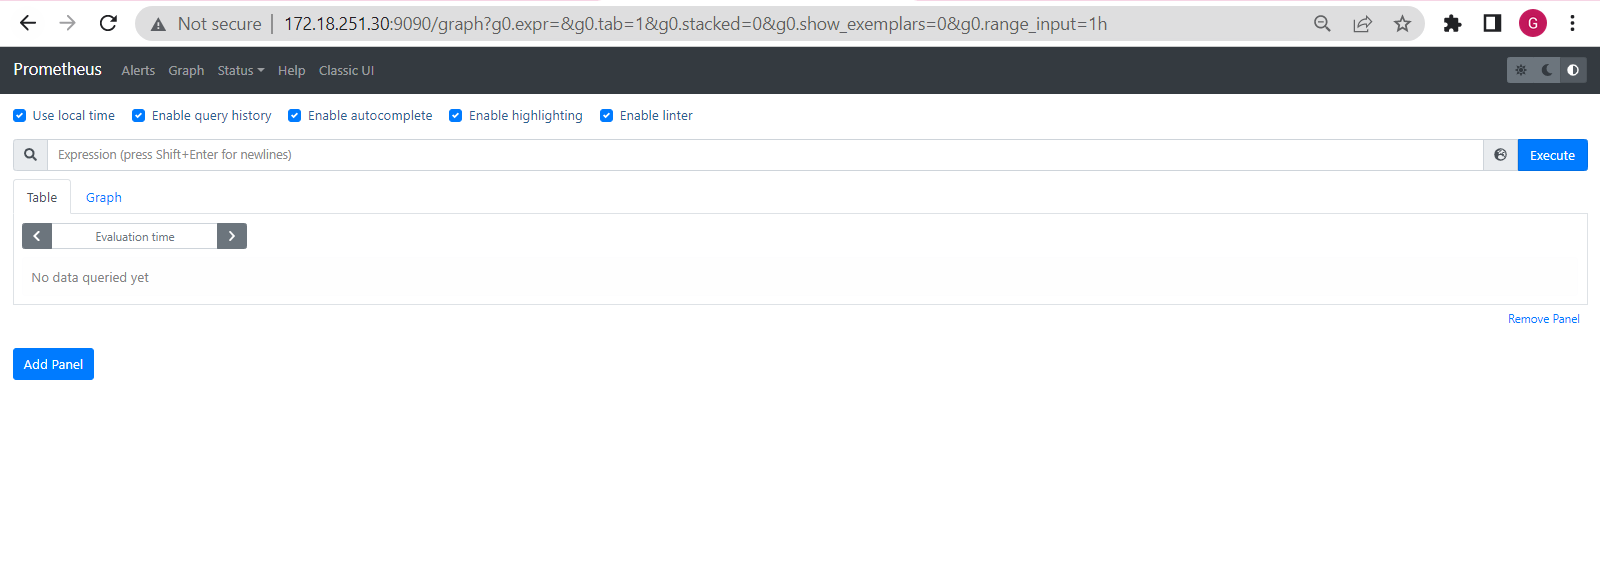 Not secure | 172.18.251.30:9090/graph?g0.expr=&g0.tab=1&g0.stacked=0&g0.show_exemplars=0&g0.range_input=1h G
Prometheus Alerts Graph Status Help Classic UI
Use local time Enable query history Enable autocomplete Enable highlighting Enable linter
Expression (press Shift+Enter for newlines) Execute
Table Graph
Evaluation time
No data queried yet
Remove Panel
Add Panel